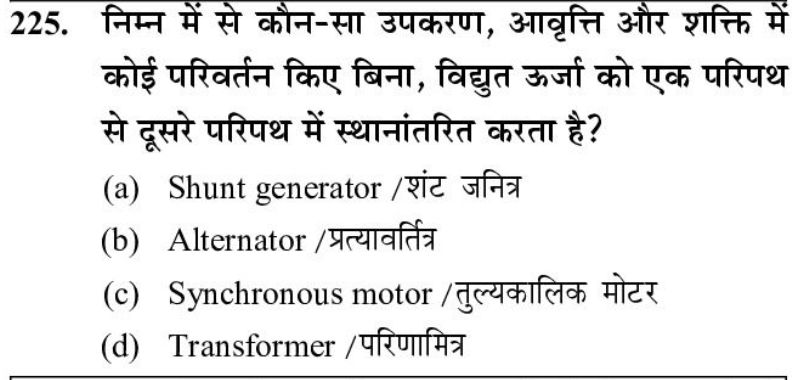 225. निम्न में से कौन-सा उपकरण, आवृत्ति और शक्ति में
कोई परिवर्तन किए बिना, विद्युत ऊर्जा को एक परिपथ
से दूसरे परिपथ में स्थानांतरित करता है?
(a) Shunt generator /शंट जनित्र
(b) Alternator /प्रत्यावर्तित्र
(c) Synchronous motor /तुल्यकालिक मोटर
(d) Transformer /परिणामित्र